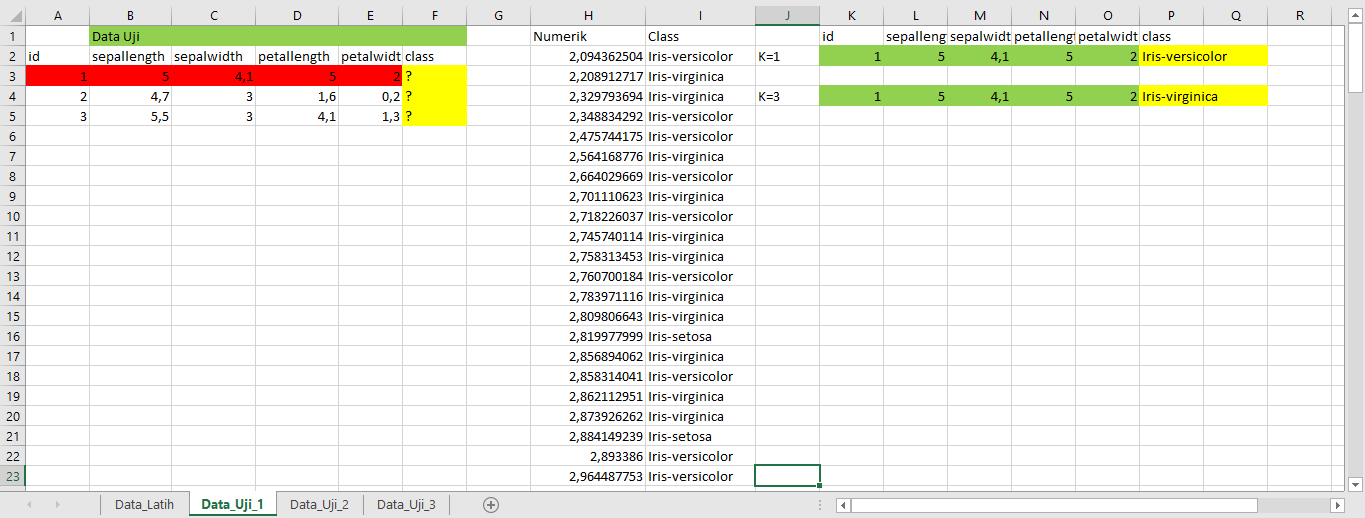 A B C D E F G H I J K L M N O P Q R
1 Data Uji Numerik Class id sepalleng sepalwidt petallengt petalwidt class
2 id sepallength sepalwidth petallength petalwidt class 2,094362504 Iris-versicolor K=1 1 5 4,1 5 2 Iris-versicolor
3 1 5 4,1 5 2 ? 2,208912717 Iris-virginica
4 2 4,7 3 1,6 0,2 ? 2,329793694 Iris-virginica K=3 1 5 4,1 5 2 Iris-virginica
5 3 5,5 3 4,1 1,3 ? 2,348834292 Iris-versicolor
6 2,475744175 Iris-versicolor
7 2,564168776 Iris-virginica
8 2,664029669 Iris-versicolor
9 2,701110623 Iris-virginica
10 2,718226037 Iris-versicolor
11 2,745740114 Iris-virginica
12 2,758313453 Iris-virginica
13 2,760700184 Iris-versicolor
14 2,783971116 Iris-virginica
15 2,809806643 Iris-virginica
16 2,819977999 Iris-setosa
17 2,856894062 Iris-virginica
18 2,858314041 Iris-versicolor
19 2,862112951 Iris-virginica
20 2,873926262 Iris-virginica
21 2,884149239 Iris-setosa
22 2,893386 Iris-versicolor
23 2,964487753 Iris-versicolor
Data_Latih Data_Uji_1 Data_Uji_2 Data_Uji_3